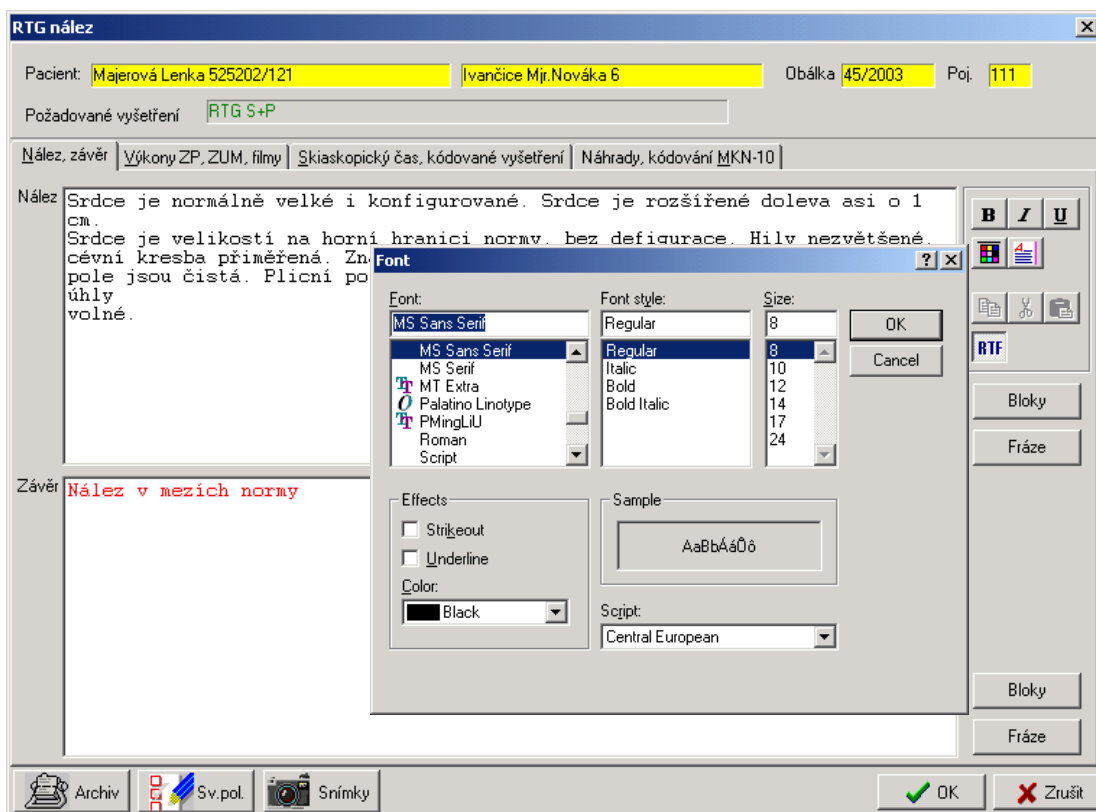 RTG nález
Pacient: Majerová Lenka 525202/121 Ivančice Mjr.Nováka 6 Obálka 45/2003 Poj. 111
Požadované vyšetření RTG S+P
Nález, závěr Výkony ZP, ZUM, filmy Skiaskopický čas, kódované vyšetření Náhrady, kódování MKN-10
Nález
Srdce je normálně velké i konfigurované. Srdce je rozšířené doleva asi o 1
cm.
Srdce je velikostí na horní hranici normy, bez defigurace. Hily nezvětšené,
cévní kresba přiměřená.
pole jsou čistá. Plicní
úhly
volné.
B I U
RTF
Bloky
Fráze
Závěr
Nález v mezích normy
Bloky
Fráze
Font
Font: Font style: Size:
MS Sans Serif Regular 8 OK
MS Sans Serif Regular 8 Cancel
MS Serif Italic 10
MT Extra Bold 12
Palatino Linotype Bold Italic 14
PMingLiU 17
Roman 24
Script
Effects Sample
Strikeout AaBbÁáÛô
Underline
Color:
Black Script:
Central European
Archiv Sv.pol. Snímky OK Zrušit